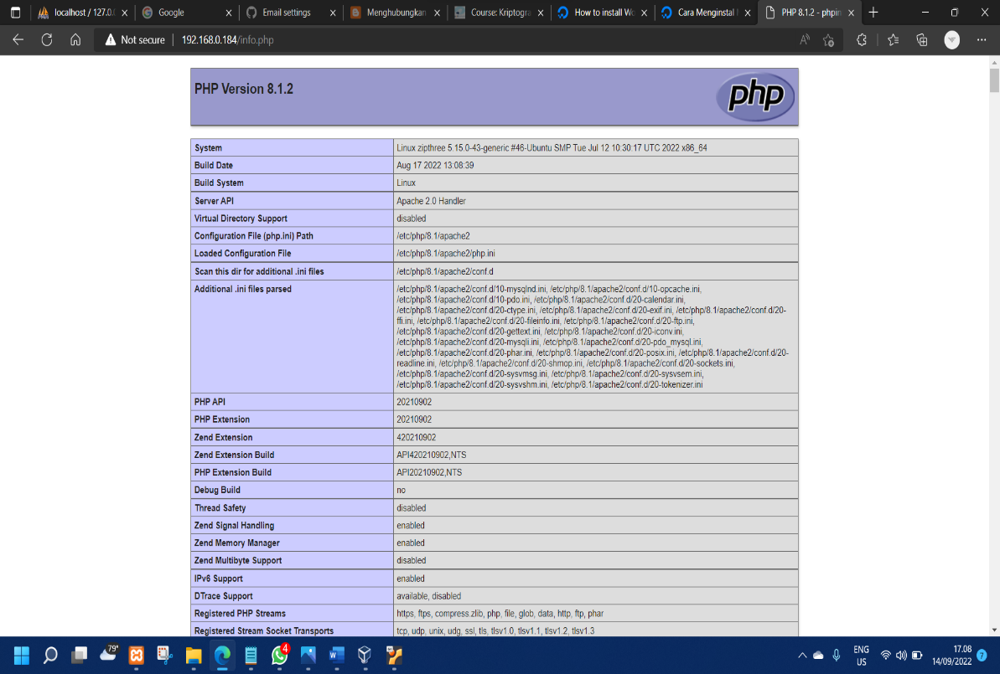 localhost / 127.0.
Google
Email settings
Menghubungkan
Course: Kriptogra
How to install Wo
Cara Menginstal
PHP 8.1.2 - phpin
Not secure
192.168.0.184/info.php
PHP Version 8.1.2
php
System Linux zipthree 5.15.0-43-generic #46-Ubuntu SMP Tue Jul 12 10:30:17 UTC 2022 x86_64
Build Date Aug 17 2022 13:08:39
Build System Linux
Server API Apache 2.0 Handler
Virtual Directory Support disabled
Configuration File (php.ini) Path /etc/php/8.1/apache2
Loaded Configuration File /etc/php/8.1/apache2/php.ini
Scan this dir for additional .ini files /etc/php/8.1/apache2/conf.d
Additional .ini files parsed /etc/php/8.1/apache2/conf.d/10-mysqlnd.ini, /etc/php/8.1/apache2/conf.d/10-opcache.ini,
/etc/php/8.1/apache2/conf.d/10-pdo.ini, /etc/php/8.1/apache2/conf.d/20-calendar.ini,
/etc/php/8.1/apache2/conf.d/20-ctype.ini, /etc/php/8.1/apache2/conf.d/20-exif.ini, /etc/php/8.1/apache2/conf.d/20-
ffi.ini, /etc/php/8.1/apache2/conf.d/20-fileinfo.ini, /etc/php/8.1/apache2/conf.d/20-ftp.ini,
/etc/php/8.1/apache2/conf.d/20-gettext.ini, /etc/php/8.1/apache2/conf.d/20-iconv.ini,
/etc/php/8.1/apache2/conf.d/20-mysqli.ini, /etc/php/8.1/apache2/conf.d/20-pdo_mysql.ini,
/etc/php/8.1/apache2/conf.d/20-phar.ini, /etc/php/8.1/apache2/conf.d/20-posix.ini, /etc/php/8.1/apache2/conf.d/20-
readline.ini, /etc/php/8.1/apache2/conf.d/20-shmop.ini, /etc/php/8.1/apache2/conf.d/20-sockets.ini,
/etc/php/8.1/apache2/conf.d/20-sysvmsg.ini, /etc/php/8.1/apache2/conf.d/20-sysvsem.ini,
/etc/php/8.1/apache2/conf.d/20-sysvshm.ini, /etc/php/8.1/apache2/conf.d/20-tokenizer.ini
PHP API 20210902
PHP Extension 20210902
Zend Extension 420210902
Zend Extension Build API420210902,NTS
PHP Extension Build API20210902,NTS
Debug Build no
Thread Safety disabled
Zend Signal Handling enabled
Zend Memory Manager enabled
Zend Multibyte Support disabled
IPv6 Support enabled
DTrace Support available, disabled
Registered PHP Streams https, ftps, compress.zlib, php, file, glob, data, http, ftp, phar
Registered Stream Socket Transports tcp, udp, unix, udg, ssl, tls, tlsv1.0, tlsv1.1, tlsv1.2, tlsv1.3
79°
4
ENG
US
17.08
14/09/2022
7